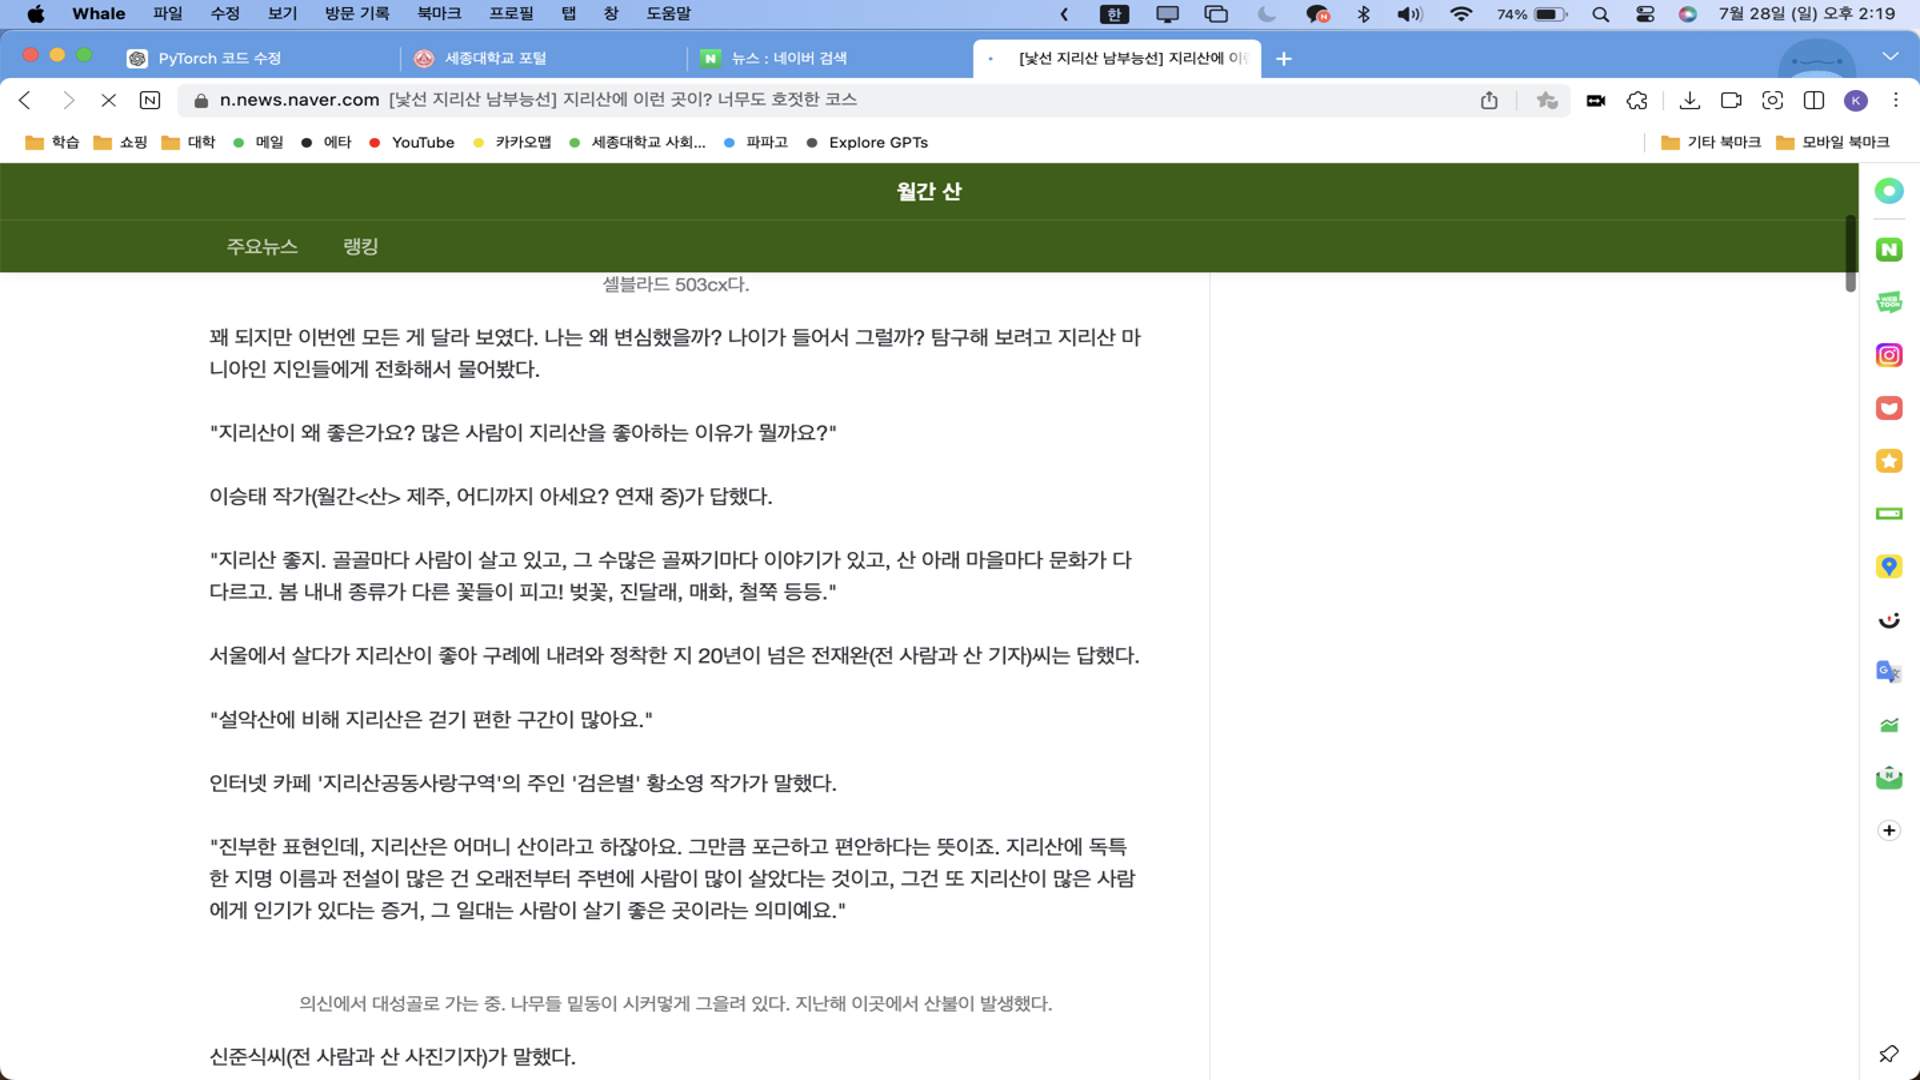 Whale 파일 수정 보기 방문 기록 북마크 프로필 탭 창 도움말 한 N 74% 7월 28일 (일) 오후 2:19
PyTorch 코드 수정 N 세종대학교 포털 뉴스 : 네이버 검색 [낯선 지리산 남부능선] 지리산에 이런
N n.news.naver.com [낯선 지리산 남부능선] 지리산에 이런 곳이? 너무도 호젓한 코스 K
학습 쇼핑 대학 메일 에타 YouTube 카카오맵 세종대학교 사회... 파파고 Explore GPTs 기타 북마크 모바일 북마크
월간 산
주요뉴스 랭킹
셀블라드 503cx다.
꽤 되지만 이번엔 모든 게 달라 보였다. 나는 왜 변심했을까? 나이가 들어서 그럴까? 탐구해 보려고 지리산 마
니아인 지인들에게 전화해서 물어봤다.
"지리산이 왜 좋은가요? 많은 사람이 지리산을 좋아하는 이유가 뭘까요?"
이승태 작가(월간<산> 제주, 어디까지 아세요? 연재 중)가 답했다.
"지리산 좋지. 골골마다 사람이 살고 있고, 그 수많은 골짜기마다 이야기가 있고, 산 아래 마을마다 문화가 다
다르고. 봄 내내 종류가 다른 꽃들이 피고! 벚꽃, 진달래, 매화, 철쭉 등등."
서울에서 살다가 지리산이 좋아 구례에 내려와 정착한 지 20년이 넘은 전재완(전 사람과 산 기자)씨는 답했다.
"설악산에 비해 지리산은 걷기 편한 구간이 많아요."
인터넷 카페 '지리산공동사랑구역'의 주인 '검은별' 황소영 작가가 말했다.
"진부한 표현인데, 지리산은 어머니 산이라고 하잖아요. 그만큼 포근하고 편안하다는 뜻이죠. 지리산에 독특
한 지명 이름과 전설이 많은 건 오래전부터 주변에 사람이 많이 살았다는 것이고, 그건 또 지리산이 많은 사람
에게 인기가 있다는 증거, 그 일대는 사람이 살기 좋은 곳이라는 의미예요."
의신에서 대성골로 가는 중. 나무들 밑동이 시커멓게 그을려 있다. 지난해 이곳에서 산불이 발생했다.
신준식씨(전 사람과 산 사진기자)가 말했다.
N
WEB TOON
G
N